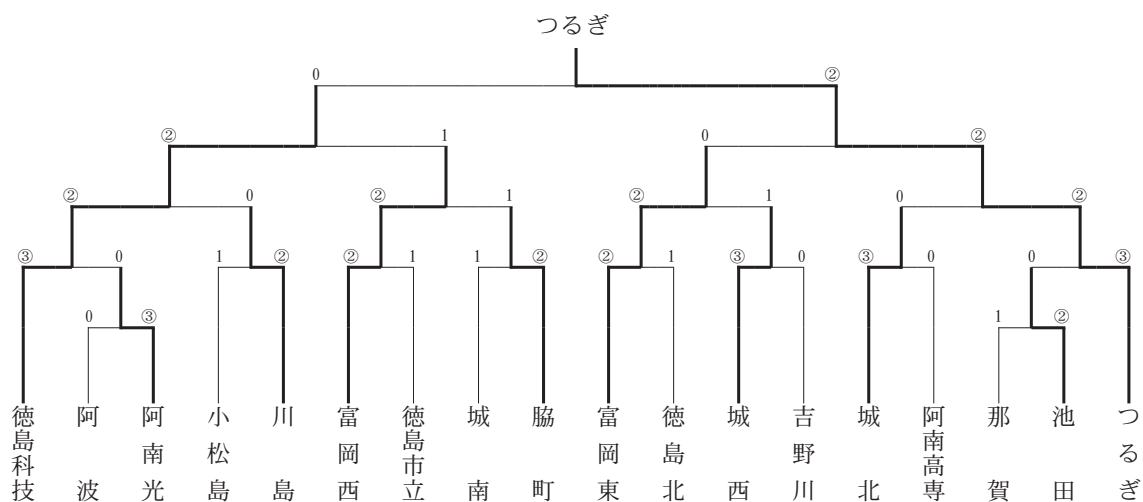 つるぎ
0 ②
② 1 0 ②
② 0 ② 1 ② 1 0 ②
③ 0 1 ② ② 1 1 ② ② 1 ③ 0 ③ 0 0 ③
0 ③ 1 ②
徳島科技
阿波
阿南光
小松島
川島
富岡西
徳島市立
城南
脇町
富岡東
徳島北
城西
吉野川
城北
阿南高専
那賀
池田
つるぎ